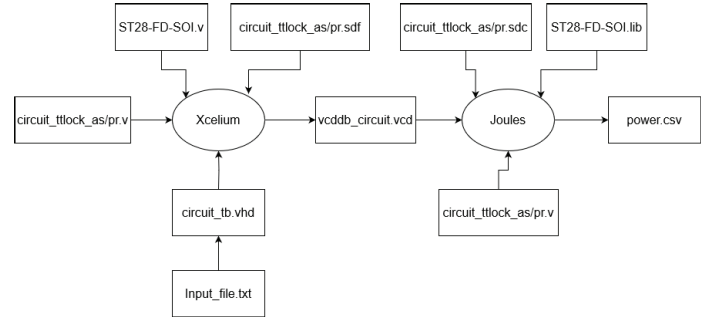 ST28-FD-SOI.v
circuit_ttlock_as/pr.sdf
circuit_ttlock_as/pr.sdc
ST28-FD-SOI.lib
circuit_ttlock_as/pr.v
Xcelium
vcddb_circuit.vcd
Joules
power.csv
circuit_tb.vhd
circuit_ttlock_as/pr.v
Input_file.txt